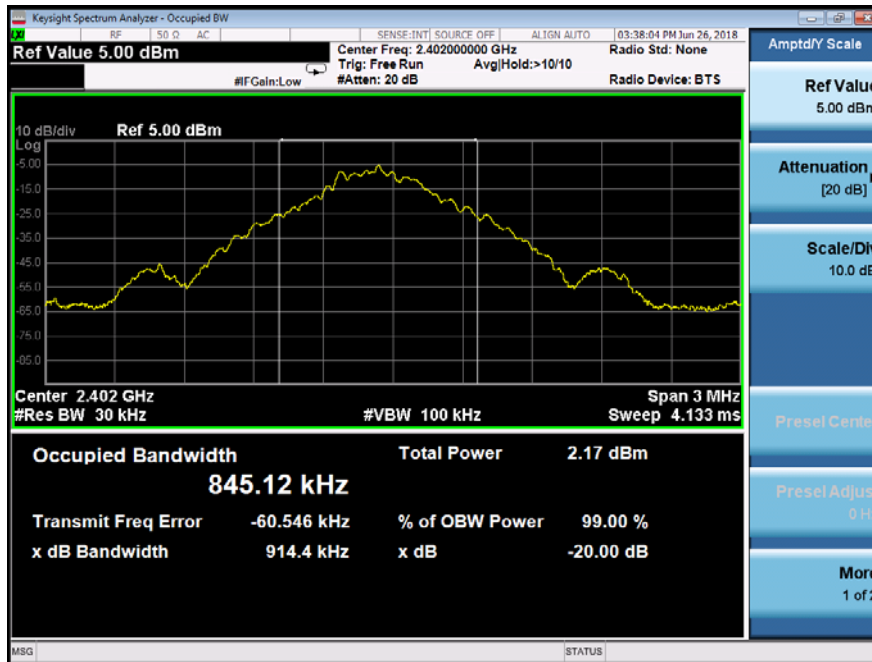 Keysight Spectrum Analyzer - Occupied BW
LXI RF 50 Ω AC SENSE:INT SOURCE OFF ALIGN AUTO 03:38:04 PM Jun 26, 2018
Ref Value 5.00 dBm
Center Freq: 2.402000000 GHz
Radio Std: None
Trig: Free Run Avg|Hold:>10/10
#IFGain:Low
#Atten: 20 dB
Radio Device: BTS
10 dB/div Ref 5.00 dBm
Log
-5.00
-15.0
-25.0
-35.0
-45.0
-55.0
-65.0
-75.0
-85.0
Center 2.402 GHz
Span 3 MHz
#Res BW 30 kHz
#VBW 100 kHz
Sweep 4.133 ms
Occupied Bandwidth
Total Power 2.17 dBm
845.12 kHz
Transmit Freq Error -60.546 kHz
% of OBW Power 99.00 %
x dB Bandwidth 914.4 kHz
x dB -20.00 dB
MSG
STATUS
Amptd/Y Scale
Ref Value
5.00 dBm
Attenuation
[20 dB]
Scale/Div
10.0 dB
Presel Center
Presel Adjus
0 Hz
More
1 of 2